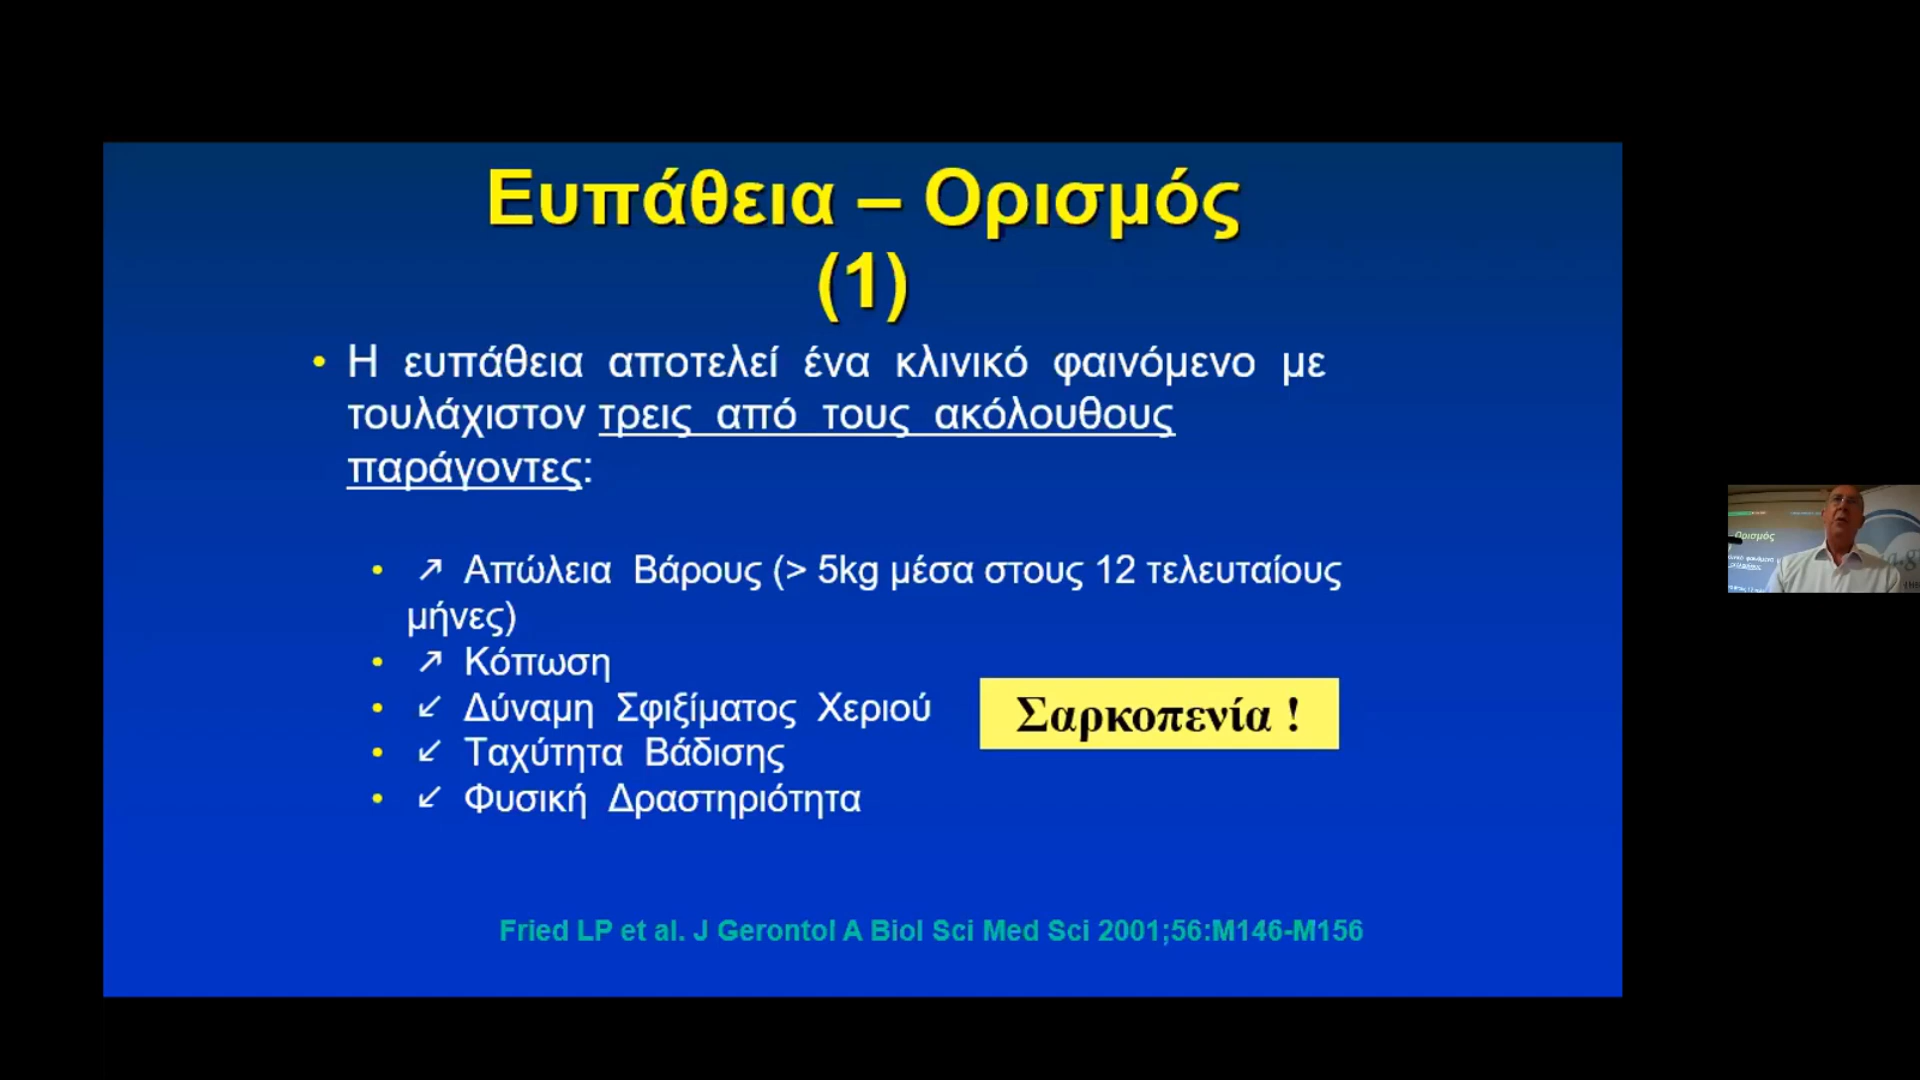 Ευπάθεια – Ορισμός
(1)
• Η ευπάθεια αποτελεί ένα κλινικό φαινόμενο με
τουλάχιστον τρεις από τους ακόλουθους
παράγοντες:
• ↗ Απώλεια Βάρους (> 5kg μέσα στους 12 τελευταίους
μήνες)
• ↗ Κόπωση
• ↙ Δύναμη Σφιξίματος Χεριού
• ↙ Ταχύτητα Βάδισης
• ↙ Φυσική Δραστηριότητα
Σαρκοπενία !
Fried LP et al. J Gerontol A Biol Sci Med Sci 2001;56:M146-M156
Ορισμός